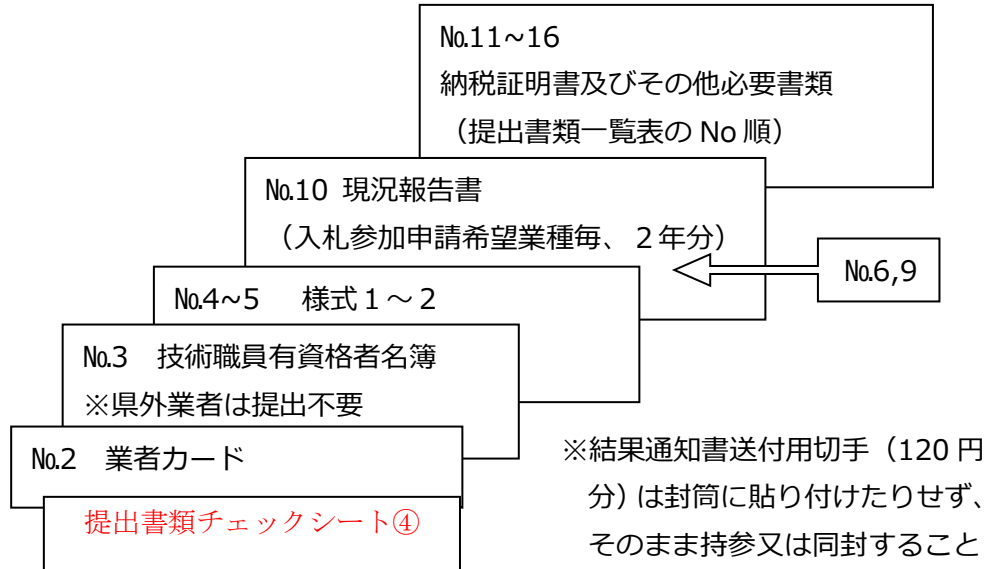 №11~16
納税証明書及びその他必要書類
（提出書類一覧表の No 順）
№10 現況報告書
（入札参加申請希望業種毎、２年分）
№6,9
№4~5　様式１～２
№3　技術職員有資格者名簿
※県外業者は提出不要
№2　業者カード
提出書類チェックシート④
※結果通知書送付用切手（120 円
分）は封筒に貼り付けたりせず、
そのまま持参又は同封すること